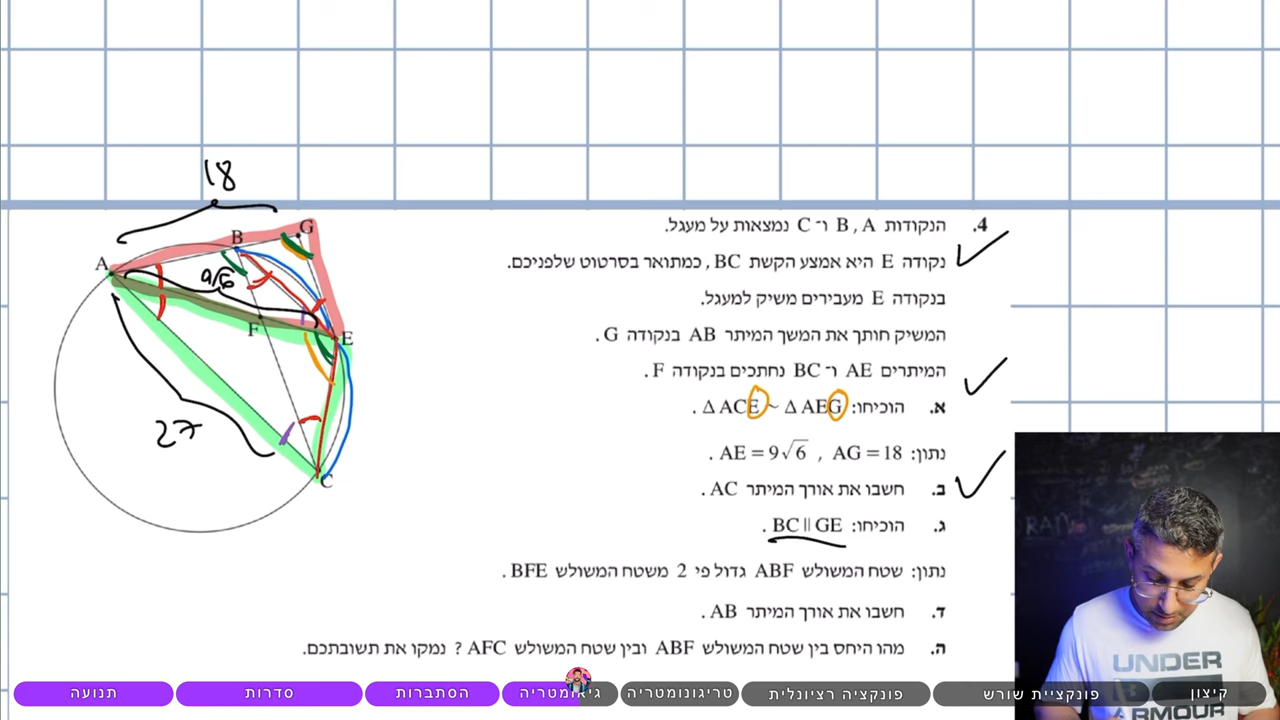 18
G
B
A
9√6
F
E
27
C
4. הנקודות A, B ו־ C נמצאות על מעגל.
נקודה E היא אמצע הקשת BC, כמתואר בסרטוט שלפניכם.
בנקודה E מעבירים משיק למעגל.
המשיק חותך את המשך המיתר AB בנקודה G.
המיתרים AE ו־ BC נחתכים בנקודה F.
א. הוכיחו: Δ ACE ~ Δ AEG.
נתון: AE = 9√6 , AG = 18.
ב. חשבו את אורך המיתר AC.
ג. הוכיחו: BC || GE.
נתון: שטח המשולש ABF גדול פי 2 משטח המשולש BFE.
ד. חשבו את אורך המיתר AB.
ה. מהו היחס בין שטח המשולש ABF ובין שטח המשולש AFC? נמקו את תשובתכם.
UNDER
ARMOUR
קיצון
פונקציית שורש
פונקציה רציונלית
טריגונומטריה
גיאומטריה
הסתברות
סדרות
תנועה